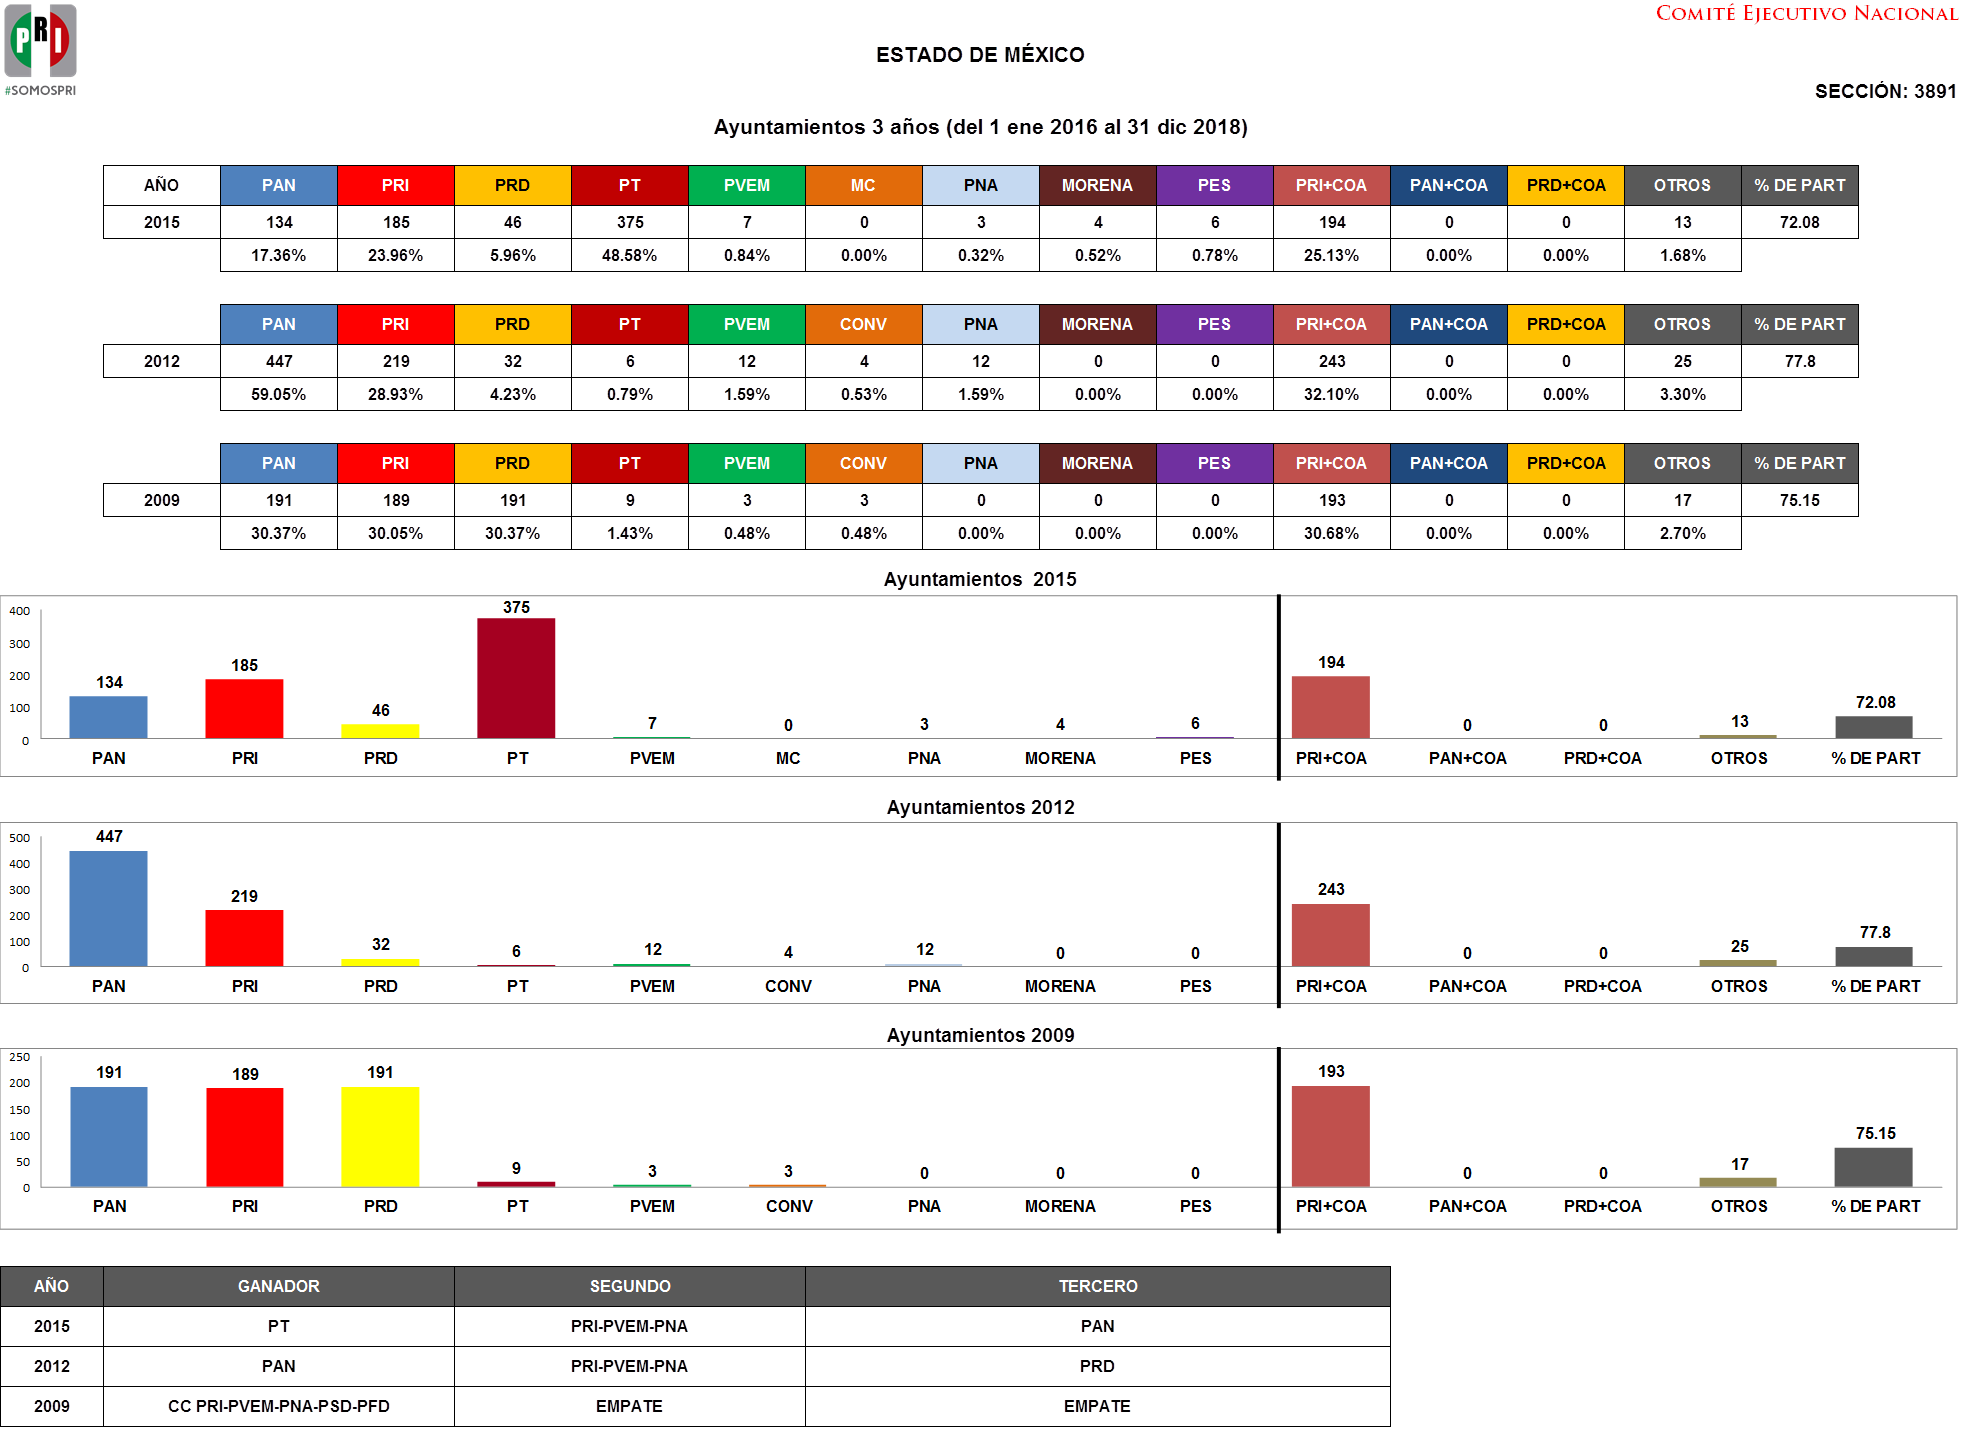 PRI
#SOMOSPRI
COMITÉ EJECUTIVO NACIONAL
ESTADO DE MÉXICO
SECCIÓN: 3891
Ayuntamientos 3 años (del 1 ene 2016 al 31 dic 2018)
AÑO PAN PRI PRD PT PVEM MC PNA MORENA PES PRI+COA PAN+COA PRD+COA OTROS % DE PART
2015 134 185 46 375 7 0 3 4 6 194 0 0 13 72.08
17.36% 23.96% 5.96% 48.58% 0.84% 0.00% 0.32% 0.52% 0.78% 25.13% 0.00% 0.00% 1.68%
PAN PRI PRD PT PVEM CONV PNA MORENA PES PRI+COA PAN+COA PRD+COA OTROS % DE PART
2012 447 219 32 6 12 4 12 0 0 243 0 0 25 77.8
59.05% 28.93% 4.23% 0.79% 1.59% 0.53% 1.59% 0.00% 0.00% 32.10% 0.00% 0.00% 3.30%
PAN PRI PRD PT PVEM CONV PNA MORENA PES PRI+COA PAN+COA PRD+COA OTROS % DE PART
2009 191 189 191 9 3 3 0 0 0 193 0 0 17 75.15
30.37% 30.05% 30.37% 1.43% 0.48% 0.48% 0.00% 0.00% 0.00% 30.68% 0.00% 0.00% 2.70%
Ayuntamientos 2015
400
300
200
100
0
134 185 46 375 7 0 3 4 6 194 0 0 13 72.08
PAN PRI PRD PT PVEM MC PNA MORENA PES PRI+COA PAN+COA PRD+COA OTROS % DE PART
Ayuntamientos 2012
500
400
300
200
100
0
447 219 32 6 12 4 12 0 0 243 0 0 25 77.8
PAN PRI PRD PT PVEM CONV PNA MORENA PES PRI+COA PAN+COA PRD+COA OTROS % DE PART
Ayuntamientos 2009
250
200
150
100
50
0
191 189 191 9 3 3 0 0 0 193 0 0 17 75.15
PAN PRI PRD PT PVEM CONV PNA MORENA PES PRI+COA PAN+COA PRD+COA OTROS % DE PART
AÑO GANADOR SEGUNDO TERCERO
2015 PT PRI-PVEM-PNA PAN
2012 PAN PRI-PVEM-PNA PRD
2009 CC PRI-PVEM-PNA-PSD-PFD EMPATE EMPATE